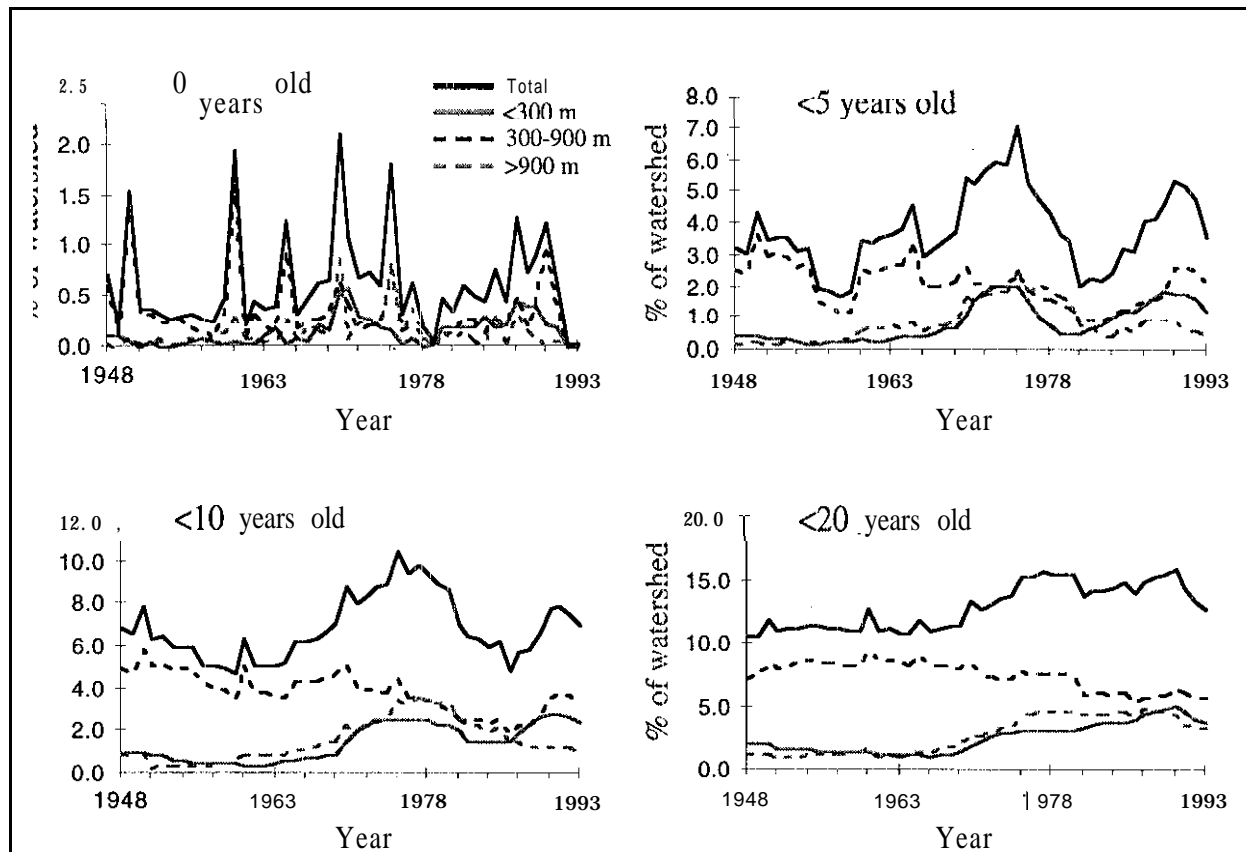 0 years old
2.5
2.0
1.5
1.0
0.5
0.0
of watershed
1948
1963
1978
1993
Year
Total
<300 m
300-900 m
>900 m
<5 years old
8.0
7.0
6.0
5.0
4.0
3.0
2.0
1.0
0.0
% of watershed
1948
1963
1978
1993
Year
<10 years old
12.0
10.0
8.0
6.0
4.0
2.0
0.0
1948
1963
1978
1993
Year
<20 years old
20.0
15.0
10.0
5.0
0.0
% of watershed
1948
1963
1978
1993
Year